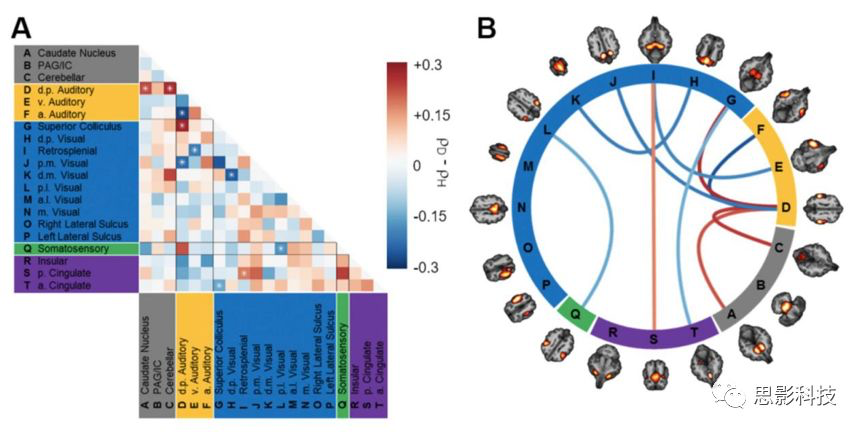 A
A Caudate Nucleus
B PAG/IC
C Cerebellar
D d.p. Auditory
E v. Auditory
F a. Auditory
G Superior Colliculus
H d.p. Visual
I Retrosplenial
J p.m. Visual
K d.m. Visual
L p.l. Visual
M a.l. Visual
N m. Visual
O Right Lateral Sulcus
P Left Lateral Sulcus
Q Somatosensory
R Insular
S p. Cingulate
T a. Cingulate
A Caudate Nucleus
B PAG/IC
C Cerebellar
D d.p. Auditory
E v. Auditory
F a. Auditory
G Superior Colliculus
H d.p. Visual
I Retrosplenial
J p.m. Visual
K d.m. Visual
L p.l. Visual
M a.l. Visual
N m. Visual
O Right Lateral Sulcus
P Left Lateral Sulcus
Q Somatosensory
R Insular
S p. Cingulate
T a. Cingulate
+0.3
+0.15
0
-0.15
-0.3
ρD - ρH
B
A
B
C
D
E
F
G
H
I
J
K
L
M
N
O
P
Q
R
S
T
思影科技